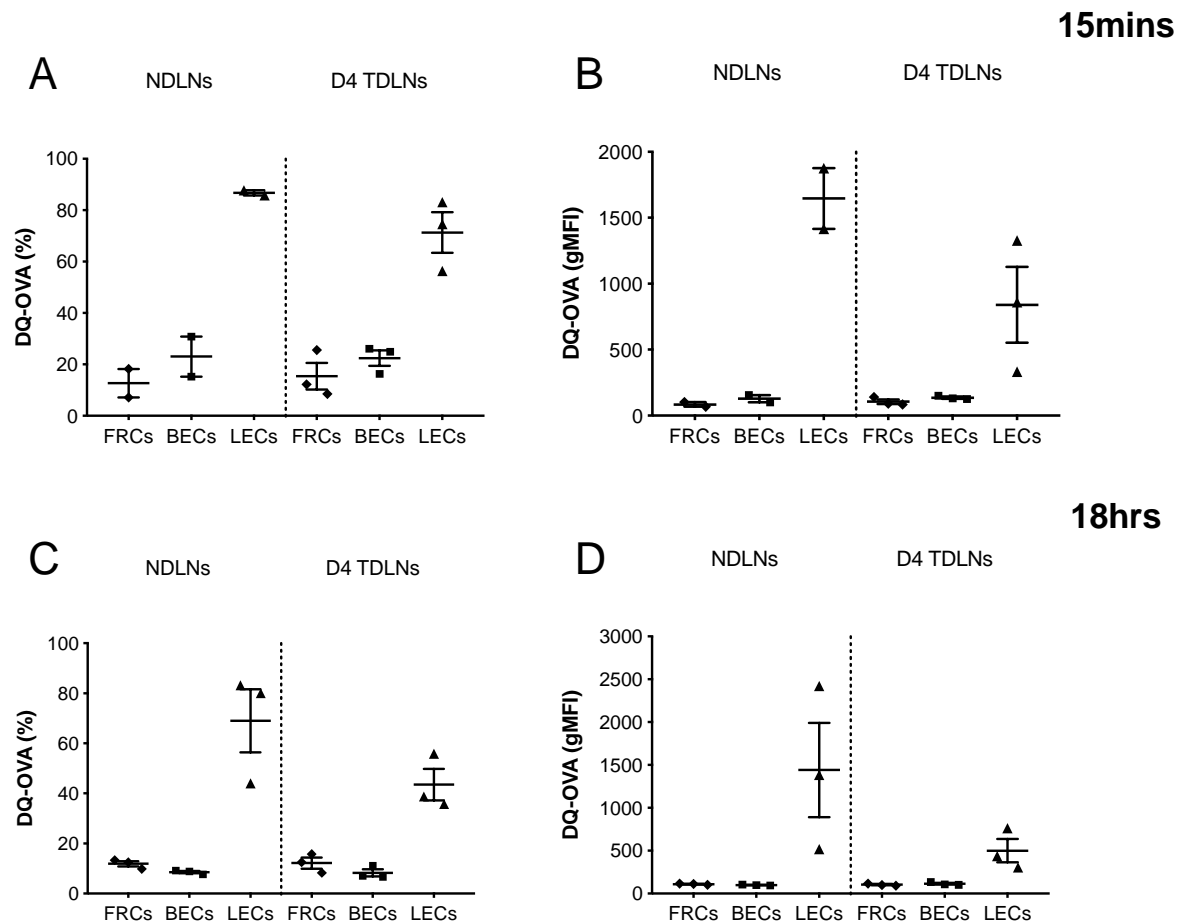 15mins
A
NDLNs
D4 TDLNs
DQ-OVA (%)
100
80
60
40
20
0
FRCs BECs LECs FRCs BECs LECs
B
NDLNs
D4 TDLNs
DQ-OVA (gMFI)
2000
1500
1000
500
0
FRCs BECs LECs FRCs BECs LECs
18hrs
C
NDLNs
D4 TDLNs
DQ-OVA (%)
100
80
60
40
20
0
FRCs BECs LECs FRCs BECs LECs
D
NDLNs
D4 TDLNs
DQ-OVA (gMFI)
3000
2500
2000
1500
1000
500
0
FRCs BECs LECs FRCs BECs LECs